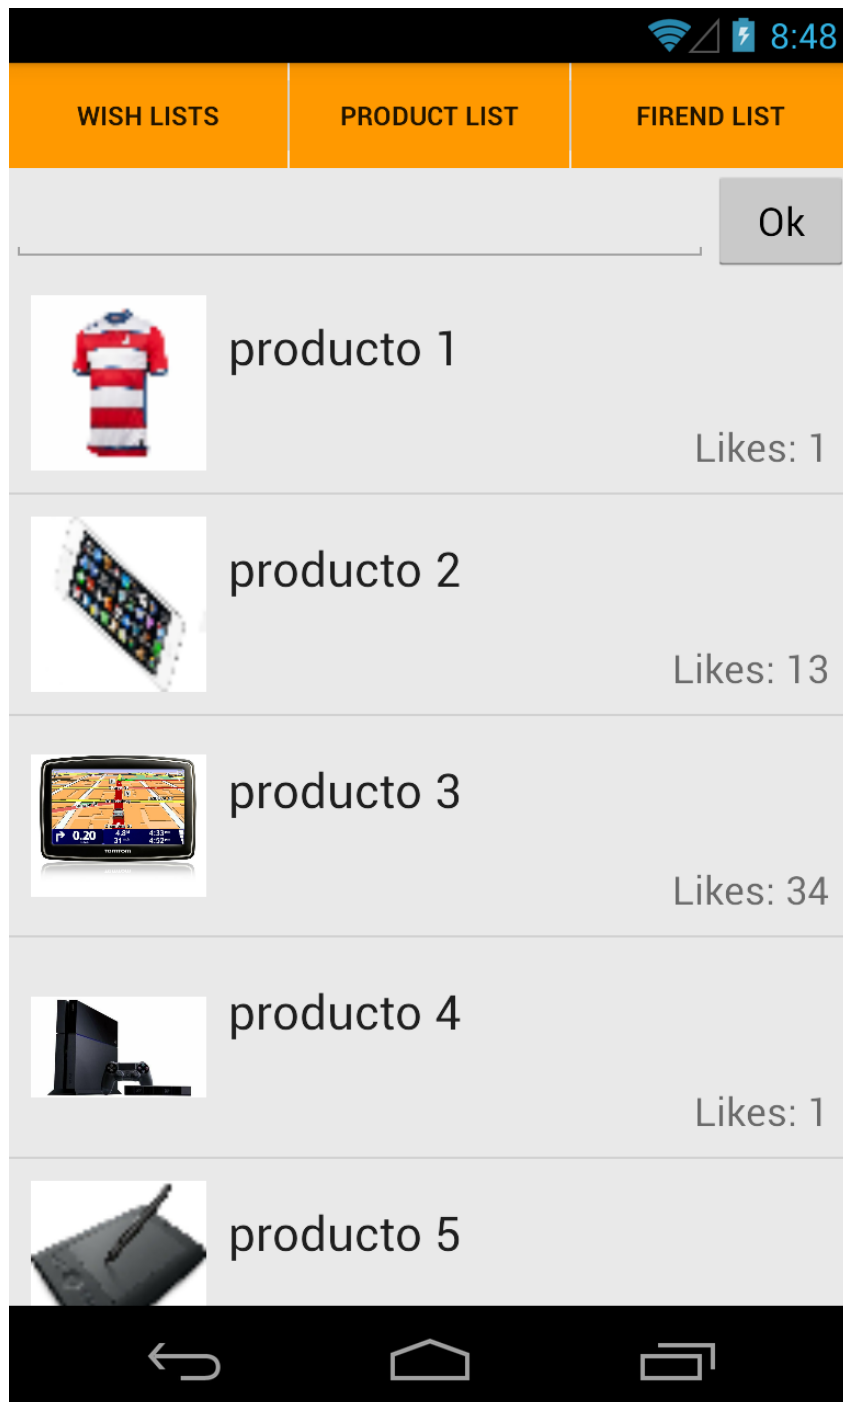 8:48
WISH LISTS PRODUCT LIST FIREND LIST
Ok
producto 1
Likes: 1
producto 2
Likes: 13
producto 3
0.20
TOMTOM
Likes: 34
producto 4
Likes: 1
producto 5